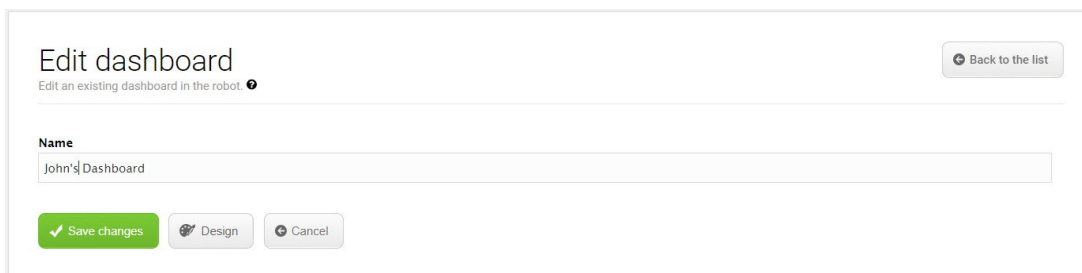 Edit dashboard
Back to the list
Edit an existing dashboard in the robot.
Name
John's Dashboard
Save changes
Design
Cancel